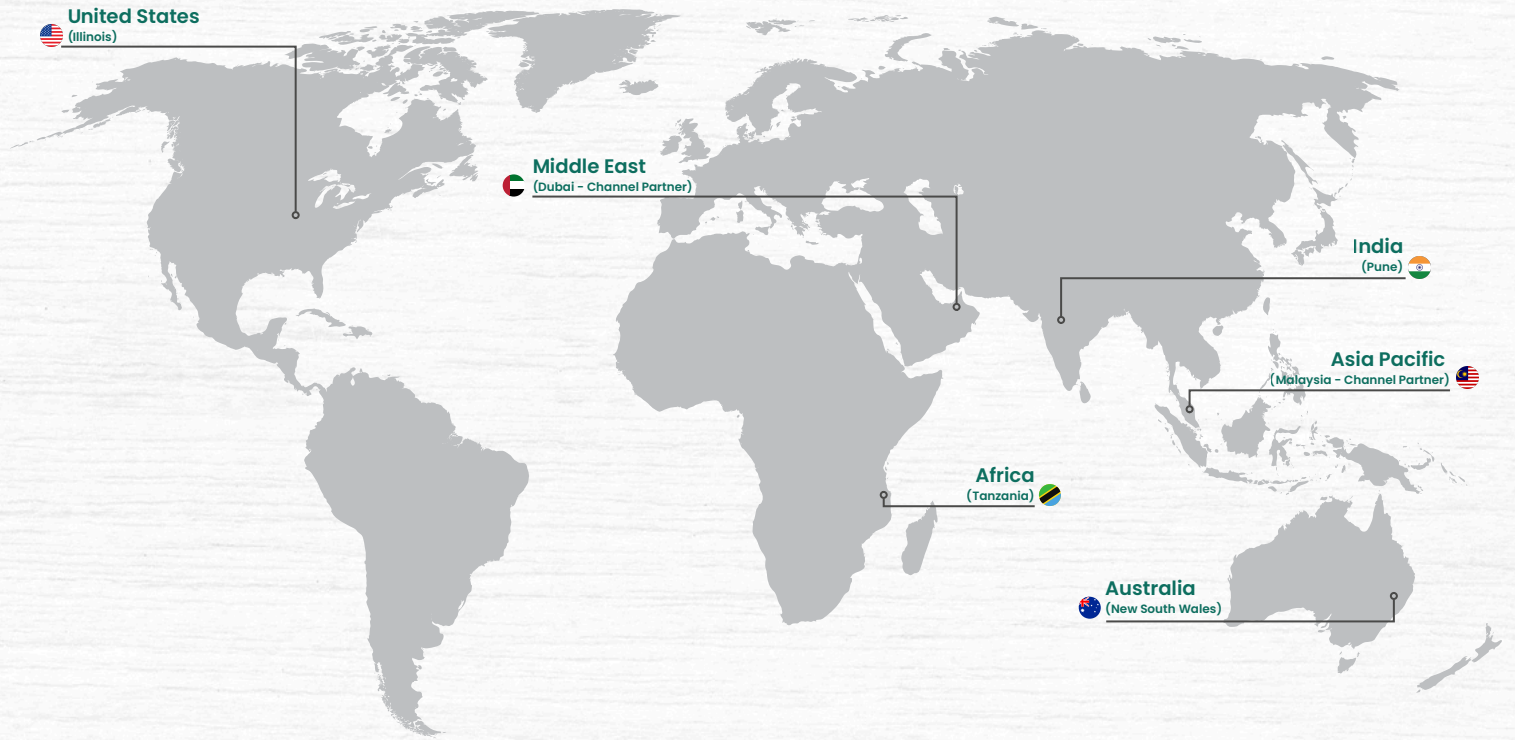 United States
(Illinois)
Middle East
(Dubai - Channel Partner)
India
(Pune)
Asia Pacific
(Malaysia - Channel Partner)
Africa
(Tanzania)
Australia
(New South Wales)